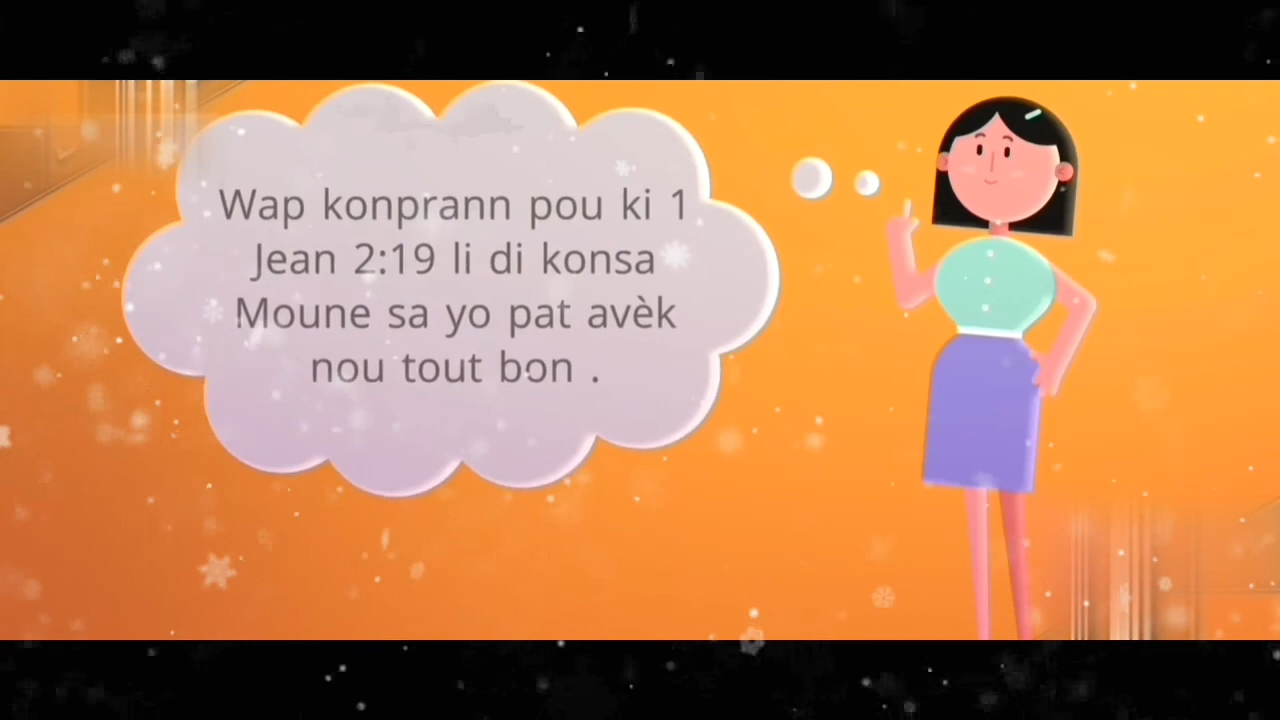 Wap konprann pou ki 1
Jean 2:19 li di konsa
Moune sa yo pat avèk
nou tout bon .